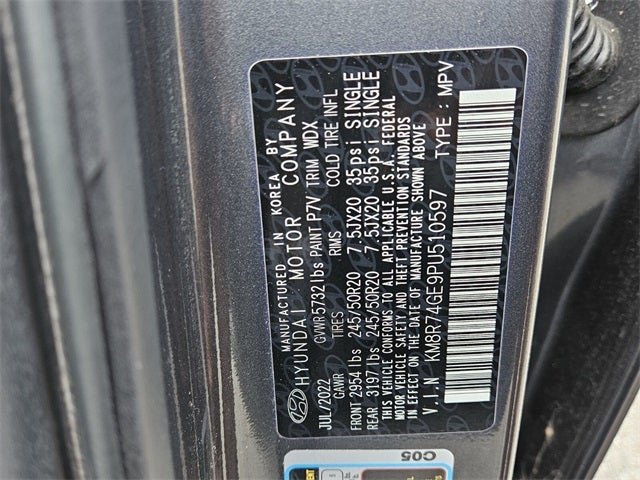 MANUFACTURED IN KOREA BY
HYUNDAI MOTOR COMPANY
JUL/2022 GVWR 5732 lbs PAINT P7V TRIM WDX
GAWR TIRES RIMS COLD TIRE INFL
FRONT 2954 lbs 245/50R20 7.5JX20 35psi SINGLE
REAR 3197 lbs 245/50R20 7.5JX20 35psi SINGLE
THIS VEHICLE CONFORMS TO ALL APPLICABLE U.S.A. FEDERAL
MOTOR VEHICLE SAFETY AND THEFT PREVENTION STANDARDS
IN EFFECT ON THE DATE OF MANUFACTURE SHOWN ABOVE
V.I.N KM8R74GE9PU510597 TYPE : MPV
C05